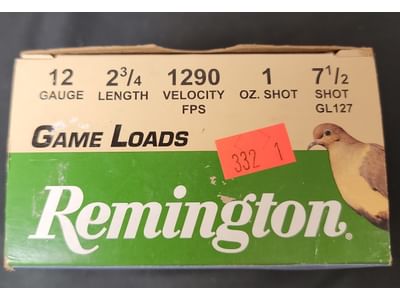 12 2¾ 1290 1 7½
GAUGE LENGTH VELOCITY OZ. SHOT SHOT
FPS GL127
GAME LOADS
332 1
Remington.